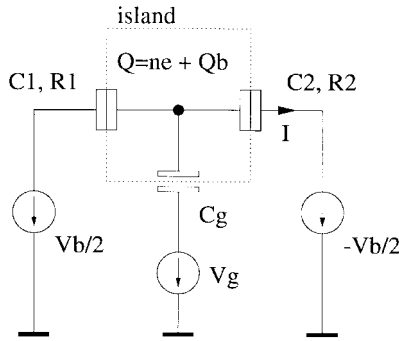 island
Q=ne + Qb
C1, R1
C2, R2
I
Cg
Vb/2
Vg
-Vb/2